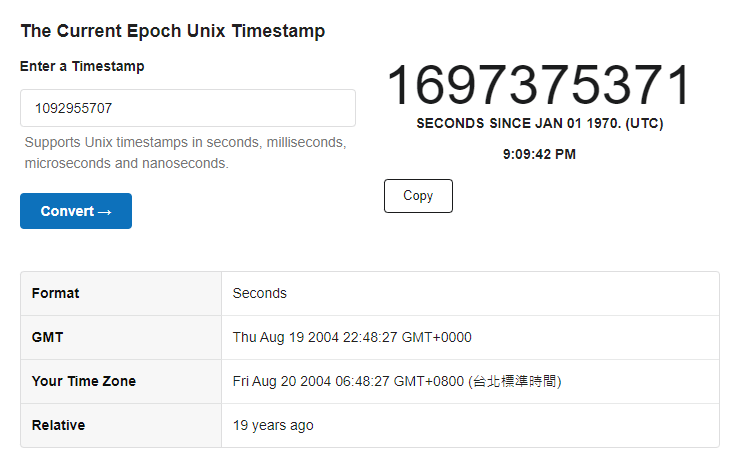 The Current Epoch Unix Timestamp
Enter a Timestamp
1092955707
Supports Unix timestamps in seconds, milliseconds,
microseconds and nanoseconds.
Convert →
1697375371
SECONDS SINCE JAN 01 1970. (UTC)
9:09:42 PM
Copy
Format Seconds
GMT Thu Aug 19 2004 22:48:27 GMT+0000
Your Time Zone Fri Aug 20 2004 06:48:27 GMT+0800 (台北標準時間)
Relative 19 years ago